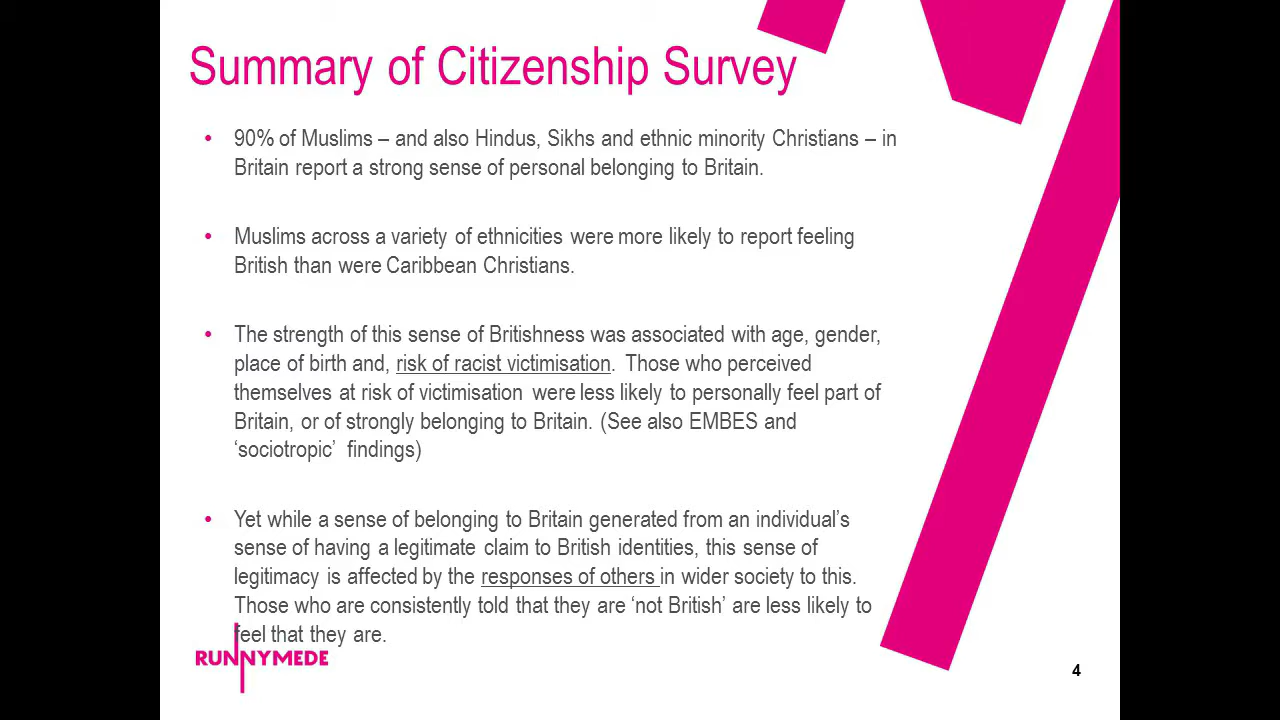 Summary of Citizenship Survey
• 90% of Muslims – and also Hindus, Sikhs and ethnic minority Christians – in
Britain report a strong sense of personal belonging to Britain.
• Muslims across a variety of ethnicities were more likely to report feeling
British than were Caribbean Christians.
• The strength of this sense of Britishness was associated with age, gender,
place of birth and, risk of racist victimisation. Those who perceived
themselves at risk of victimisation were less likely to personally feel part of
Britain, or of strongly belonging to Britain. (See also EMBES and
‘sociotropic’ findings)
• Yet while a sense of belonging to Britain generated from an individual’s
sense of having a legitimate claim to British identities, this sense of
legitimacy is affected by the responses of others in wider society to this.
Those who are consistently told that they are ‘not British’ are less likely to
feel that they are.
RUNNYMEDE
4